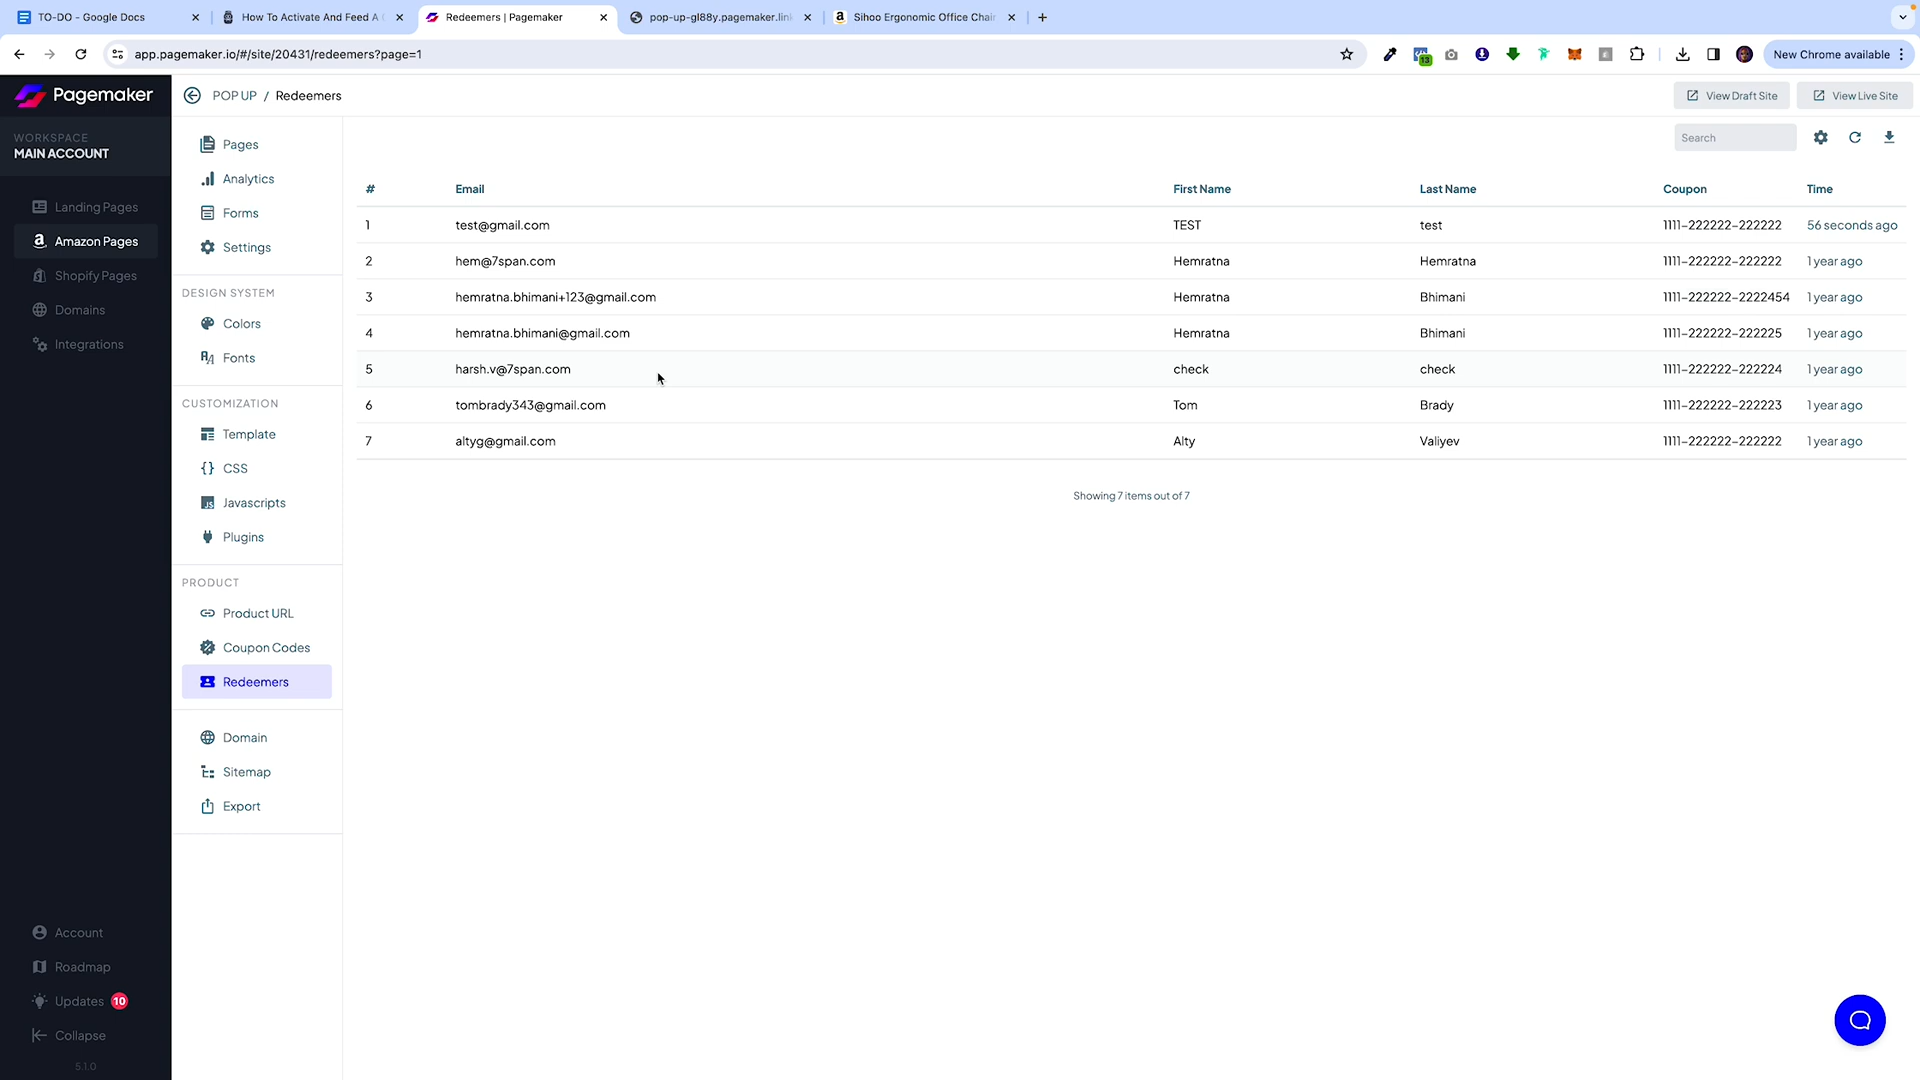 TO-DO - Google Docs
How To Activate And Feed A
Redeemers | Pagemaker
pop-up-gl88y.pagemaker.link
Sihoo Ergonomic Office Chair
app.pagemaker.io/#/site/20431/redeemers?page=1
13
New Chrome available
Pagemaker
POP UP / Redeemers
View Draft Site
View Live Site
WORKSPACE
MAIN ACCOUNT
Landing Pages
Amazon Pages
Shopify Pages
Domains
Integrations
Account
Roadmap
Updates 10
Collapse
5.1.0
Pages
Analytics
Forms
Settings
DESIGN SYSTEM
Colors
Fonts
CUSTOMIZATION
Template
CSS
Javascripts
Plugins
PRODUCT
Product URL
Coupon Codes
Redeemers
Domain
Sitemap
Export
Search
# Email First Name Last Name Coupon Time
1 test@gmail.com TEST test 1111-222222-222222 56 seconds ago
2 hem@7span.com Hemratna Hemratna 1111-222222-222222 1 year ago
3 hemratna.bhimani+123@gmail.com Hemratna Bhimani 1111-222222-2222454 1 year ago
4 hemratna.bhimani@gmail.com Hemratna Bhimani 1111-222222-222225 1 year ago
5 harsh.v@7span.com check check 1111-222222-222224 1 year ago
6 tombrady343@gmail.com Tom Brady 1111-222222-222223 1 year ago
7 altyg@gmail.com Alty Valiyev 1111-222222-222222 1 year ago
Showing 7 items out of 7